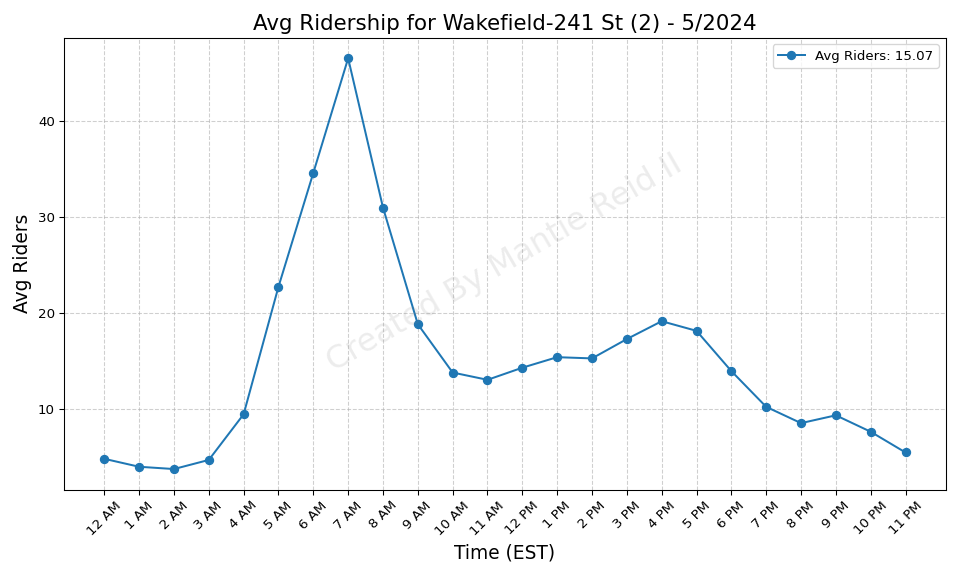 Avg Ridership for Wakefield-241 St (2) - 5/2024
Avg Riders: 15.07
Avg Riders
40
30
20
10
Created By Mantle Reid II
12 AM
1 AM
2 AM
3 AM
4 AM
5 AM
6 AM
7 AM
8 AM
9 AM
10 AM
11 AM
12 PM
1 PM
2 PM
3 PM
4 PM
5 PM
6 PM
7 PM
8 PM
9 PM
10 PM
11 PM
Time (EST)